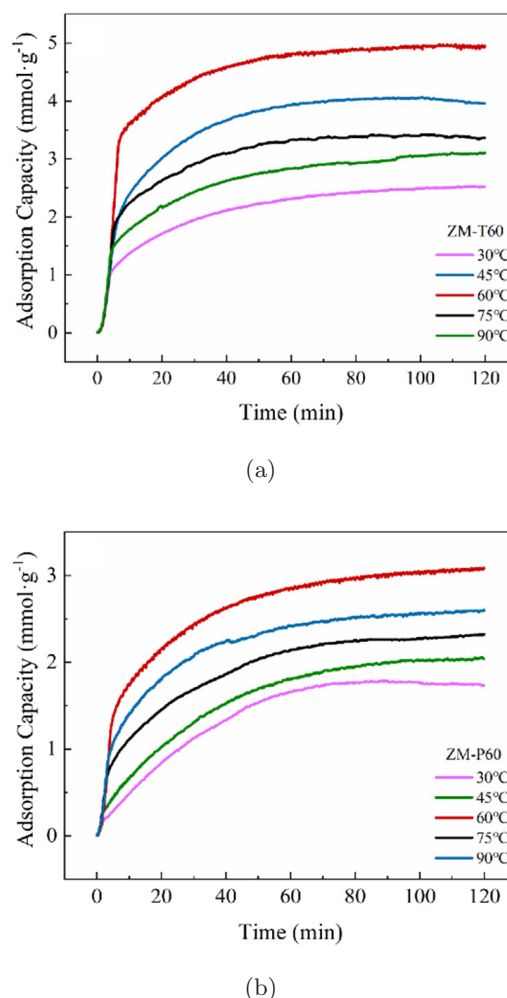 Adsorption Capacity (mmol·g⁻¹)
5
4
3
2
1
0
ZM-T60
30°C
45°C
60°C
75°C
90°C
0 20 40 60 80 100 120
Time (min)
(a)
Adsorption Capacity (mmol·g⁻¹)
3
2
1
0
ZM-P60
30°C
45°C
60°C
75°C
90°C
0 20 40 60 80 100 120
Time (min)
(b)